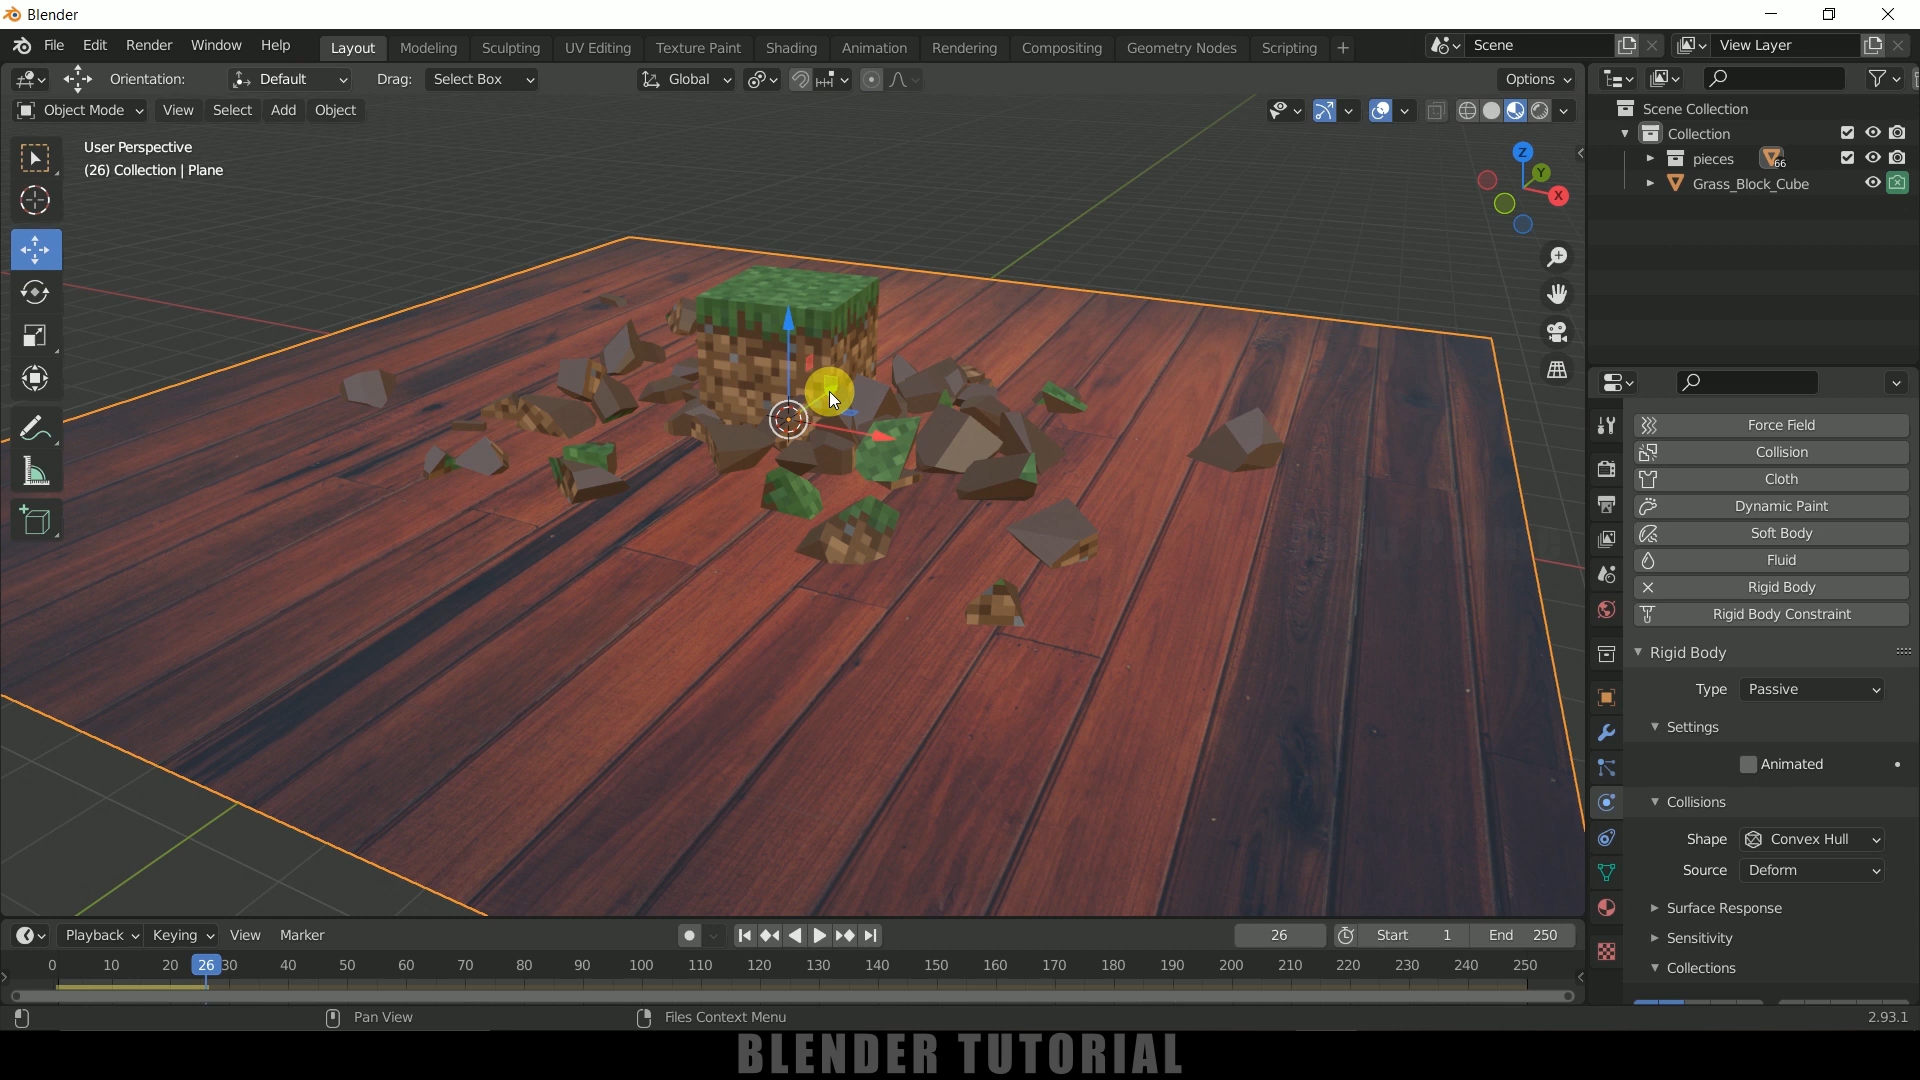 Blender
File Edit Render Window Help Layout Modeling Sculpting UV Editing Texture Paint Shading Animation Rendering Compositing Geometry Nodes Scripting + Scene View Layer
Orientation: Default Drag: Select Box Global Options
Object Mode View Select Add Object
User Perspective
(26) Collection | Plane
Z
Y
X
Scene Collection
Collection
pieces 66
Grass_Block_Cube
Force Field
Collision
Cloth
Dynamic Paint
Soft Body
Fluid
Rigid Body
Rigid Body Constraint
Rigid Body
Type Passive
Settings
Animated
Collisions
Shape Convex Hull
Source Deform
Surface Response
Sensitivity
Collections
Playback Keying View Marker 26 Start 1 End 250
0 10 20 26 30 40 50 60 70 80 90 100 110 120 130 140 150 160 170 180 190 200 210 220 230 240 250
Pan View Files Context Menu 2.93.1
BLENDER TUTORIAL